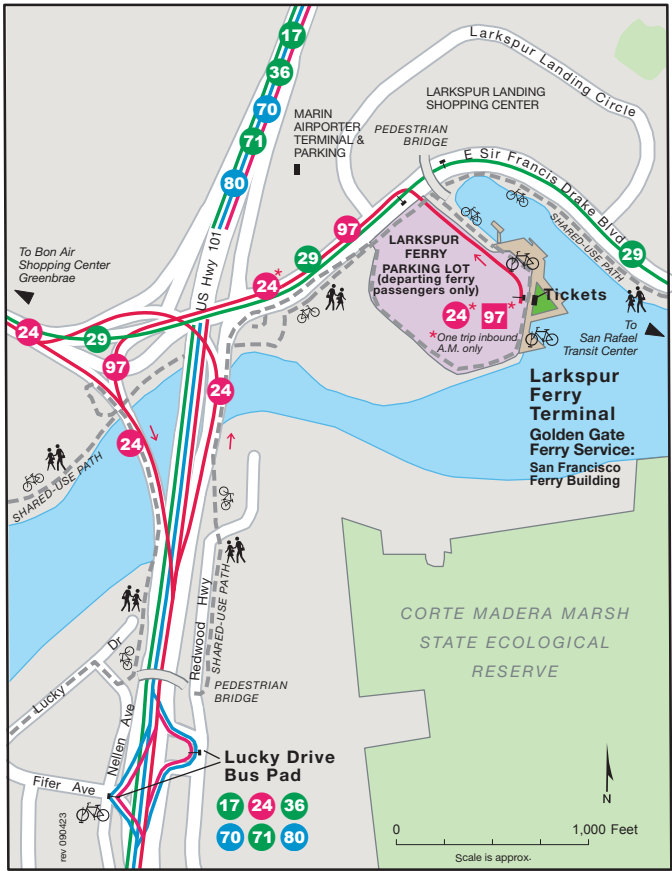 17
36
70
71
80
US Hwy 101
MARIN
AIRPORTER
TERMINAL &
PARKING
LARKSPUR LANDING
SHOPPING CENTER
PEDESTRIAN
BRIDGE
Larkspur Landing Circle
E Sir Francis Drake Blvd
SHARED-USE PATH
29
97
29
24*
LARKSPUR
FERRY
PARKING LOT
(departing ferry
passengers only)
24* 97*
*One trip inbound
A.M. only
Tickets
To
San Rafael
Transit Center
Larkspur
Ferry
Terminal
Golden Gate
Ferry Service:
San Francisco
Ferry Building
To Bon Air
Shopping Center
Greenbrae
24
29
97
24
24
SHARED-USE PATH
CORTE MADERA MARSH
STATE ECOLOGICAL
RESERVE
Redwood Hwy
SHARED-USE PATH
PEDESTRIAN
BRIDGE
Lucky Dr
Nellen Ave
Fifer Ave
Lucky Drive
Bus Pad
17 24 36
70 71 80
rev 090423
N
0 1,000 Feet
Scale is approx.